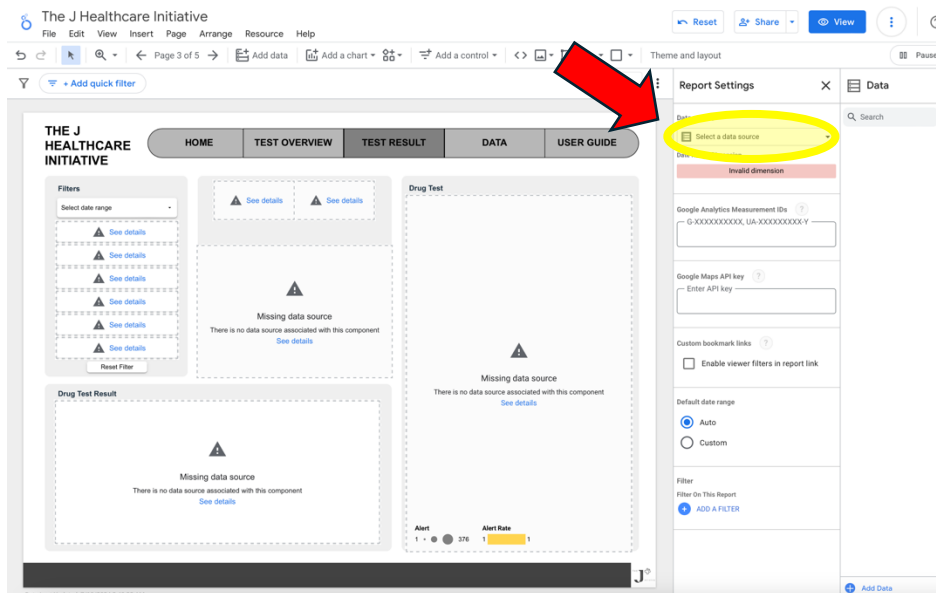 The J Healthcare Initiative
File Edit View Insert Page Arrange Resource Help
Reset
Share
View
Page 3 of 5
Add data
Add a chart
Add a control
Theme and layout
Pause
+ Add quick filter
Report Settings
Data
Search
THE J
HEALTHCARE
INITIATIVE
HOME
TEST OVERVIEW
TEST RESULT
DATA
USER GUIDE
Select a data source
Invalid dimension
Filters
Select date range
See details
See details
See details
See details
See details
See details
Reset Filter
See details
See details
Missing data source
There is no data source associated with this component
See details
Drug Test
Missing data source
There is no data source associated with this component
See details
Alert
1
376
Alert Rate
1
1
Drug Test Result
Missing data source
There is no data source associated with this component
See details
J
Google Analytics Measurement IDs ?
G-XXXXXXXXXX, UA-XXXXXXXXX-Y
Google Maps API key ?
Enter API key
Custom bookmark links ?
Enable viewer filters in report link
Default date range
Auto
Custom
Filter
Filter On This Report
ADD A FILTER
Add Data